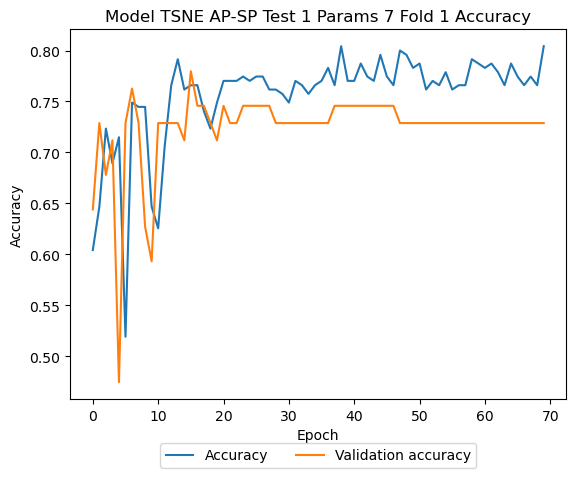 Model TSNE AP-SP Test 1 Params 7 Fold 1 Accuracy
Accuracy
0.80
0.75
0.70
0.65
0.60
0.55
0.50
0 10 20 30 40 50 60 70
Epoch
Accuracy Validation accuracy